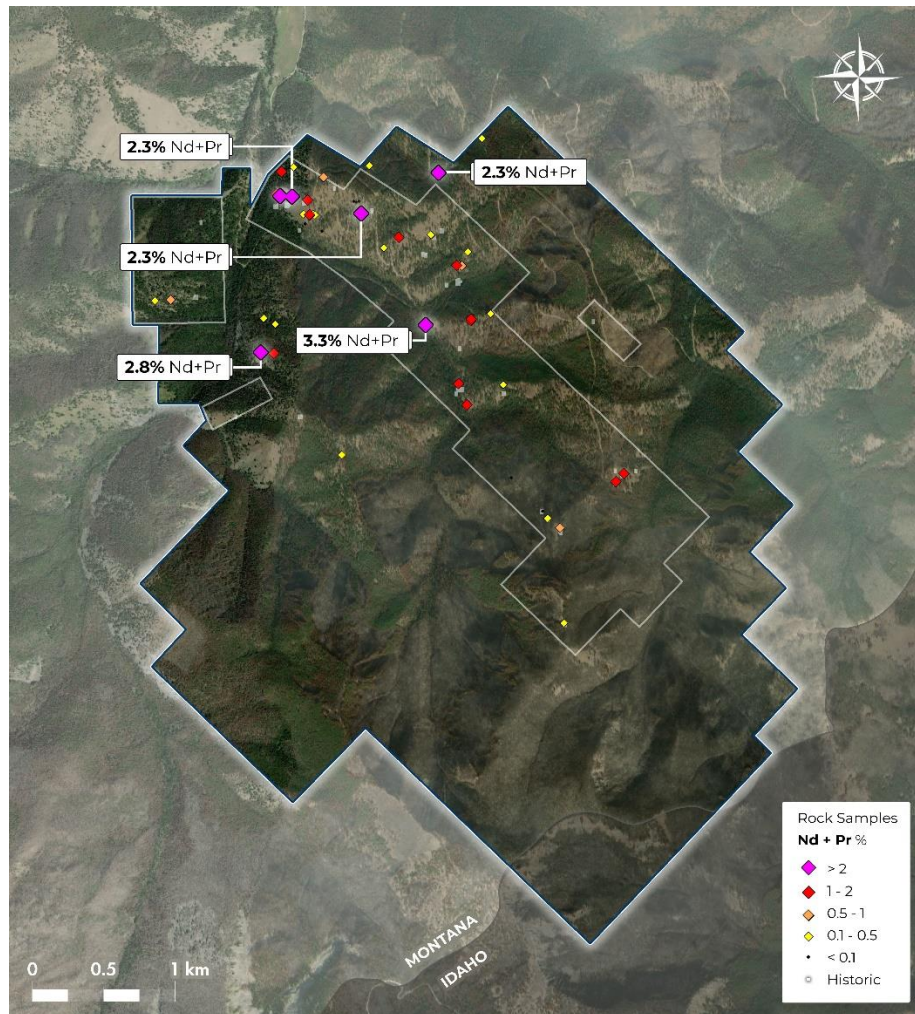 2.3% Nd+Pr
2.3% Nd+Pr
2.3% Nd+Pr
3.3% Nd+Pr
2.8% Nd+Pr
MONTANA
IDAHO
0 0.5 1 km
Rock Samples
Nd + Pr %
> 2
1 - 2
0.5 - 1
0.1 - 0.5
< 0.1
Historic